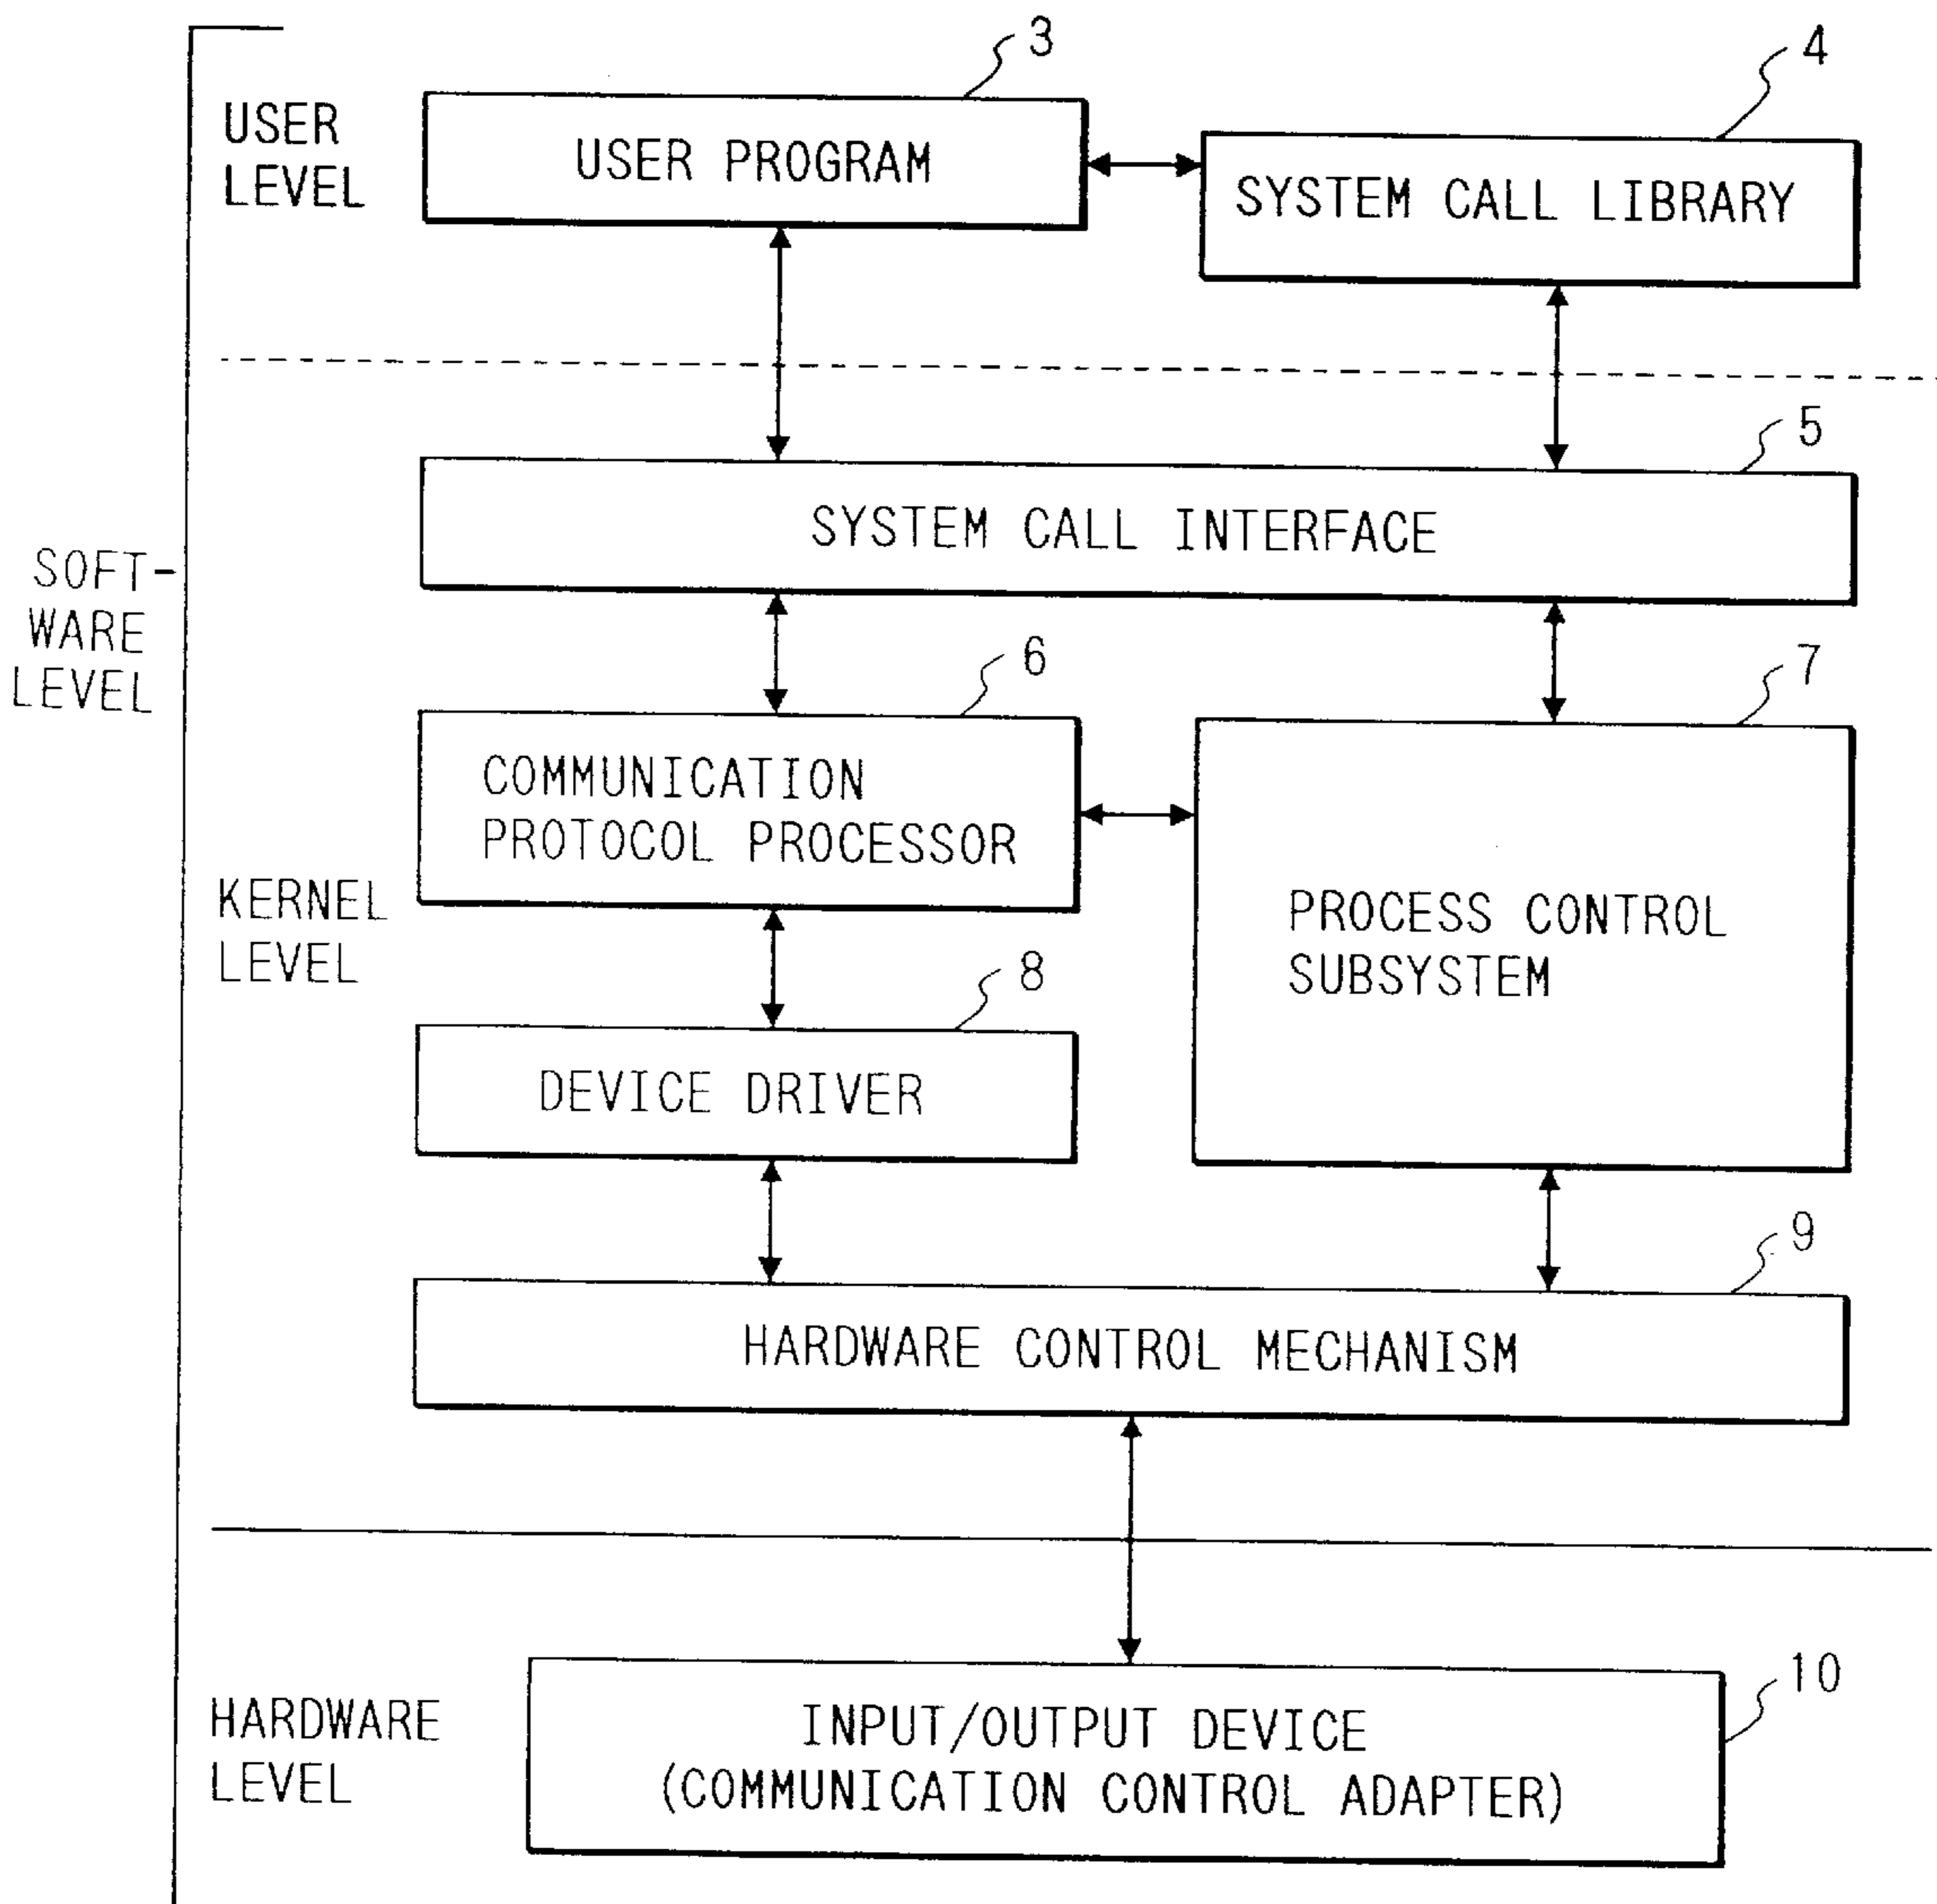 3
4
USER
LEVEL
USER PROGRAM
SYSTEM CALL LIBRARY
5
SYSTEM CALL INTERFACE
SOFT-
WARE
LEVEL
6
7
COMMUNICATION
PROTOCOL PROCESSOR
KERNEL
LEVEL
PROCESS CONTROL
SUBSYSTEM
8
DEVICE DRIVER
9
HARDWARE CONTROL MECHANISM
10
HARDWARE
LEVEL
INPUT/OUTPUT DEVICE
(COMMUNICATION CONTROL ADAPTER)